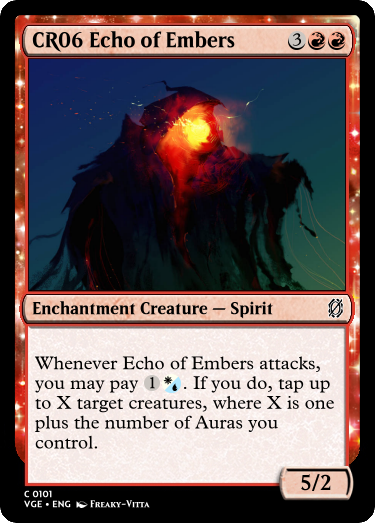 CR06 Echo of Embers 3
Enchantment Creature — Spirit
Whenever Echo of Embers attacks,
you may pay 1 . If you do, tap up
to X target creatures, where X is one
plus the number of Auras you
control.
5/2
C 0101
VGE • ENG Freaky-Vitta